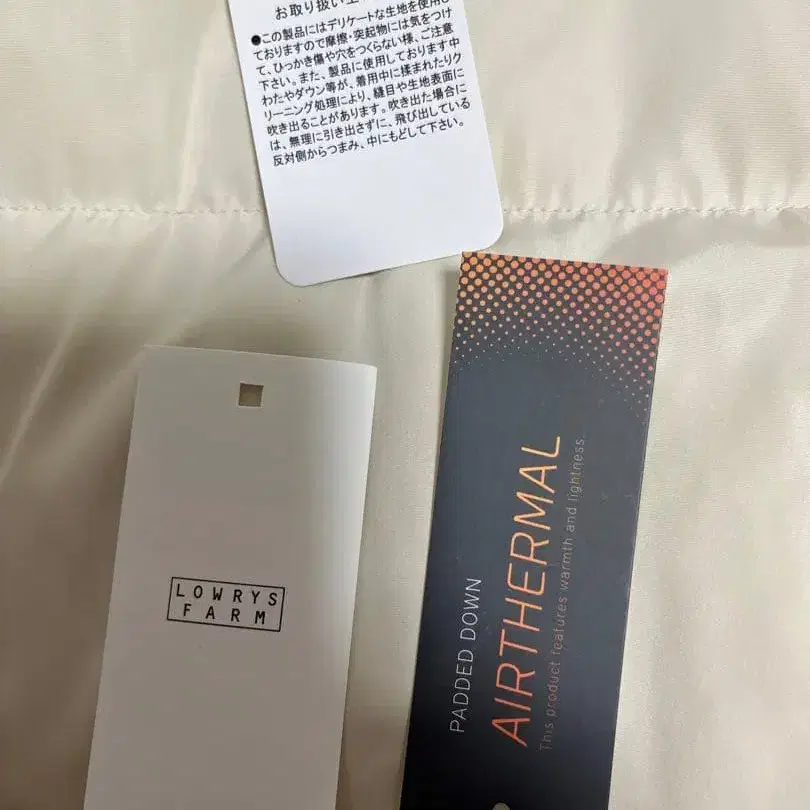 お取り扱い上
●この製品にはデリケートな生地を使用し
ておりますので摩擦・突起物には気をつけ
て、ひっかき傷や穴をつくらない様、ご注意
下さい。また、製品に使用しております中
わたやダウン等が、着用中に揉まれたりク
リーニング処理により、縫目や生地表面に
吹き出ることがあります。吹き出た場合に
は、無理に引き出さずに、飛び出している
反対側からつまみ、中にもどして下さい。
LOWRYS
FARM
PADDED DOWN
AIRTHERMAL
This product features warmth and lightness.